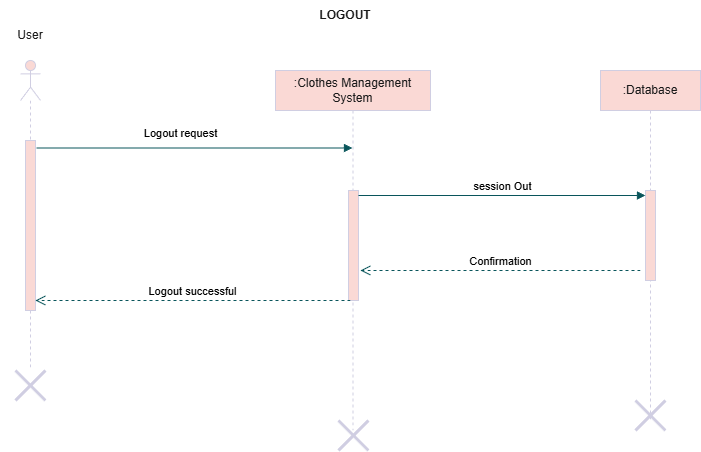 LOGOUT
User
:Clothes Management
System
:Database
Logout request
session Out
Confirmation
Logout successful